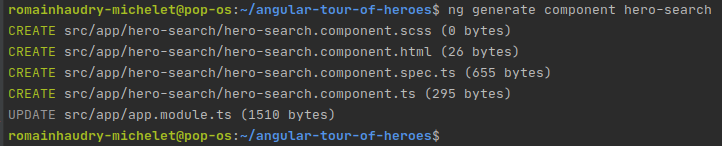 romainhaudry-michelet@pop-os:~/angular-tour-of-heroes$ ng generate component hero-search
CREATE src/app/hero-search/hero-search.component.scss (0 bytes)
CREATE src/app/hero-search/hero-search.component.html (26 bytes)
CREATE src/app/hero-search/hero-search.component.spec.ts (655 bytes)
CREATE src/app/hero-search/hero-search.component.ts (295 bytes)
UPDATE src/app/app.module.ts (1510 bytes)
romainhaudry-michelet@pop-os:~/angular-tour-of-heroes$